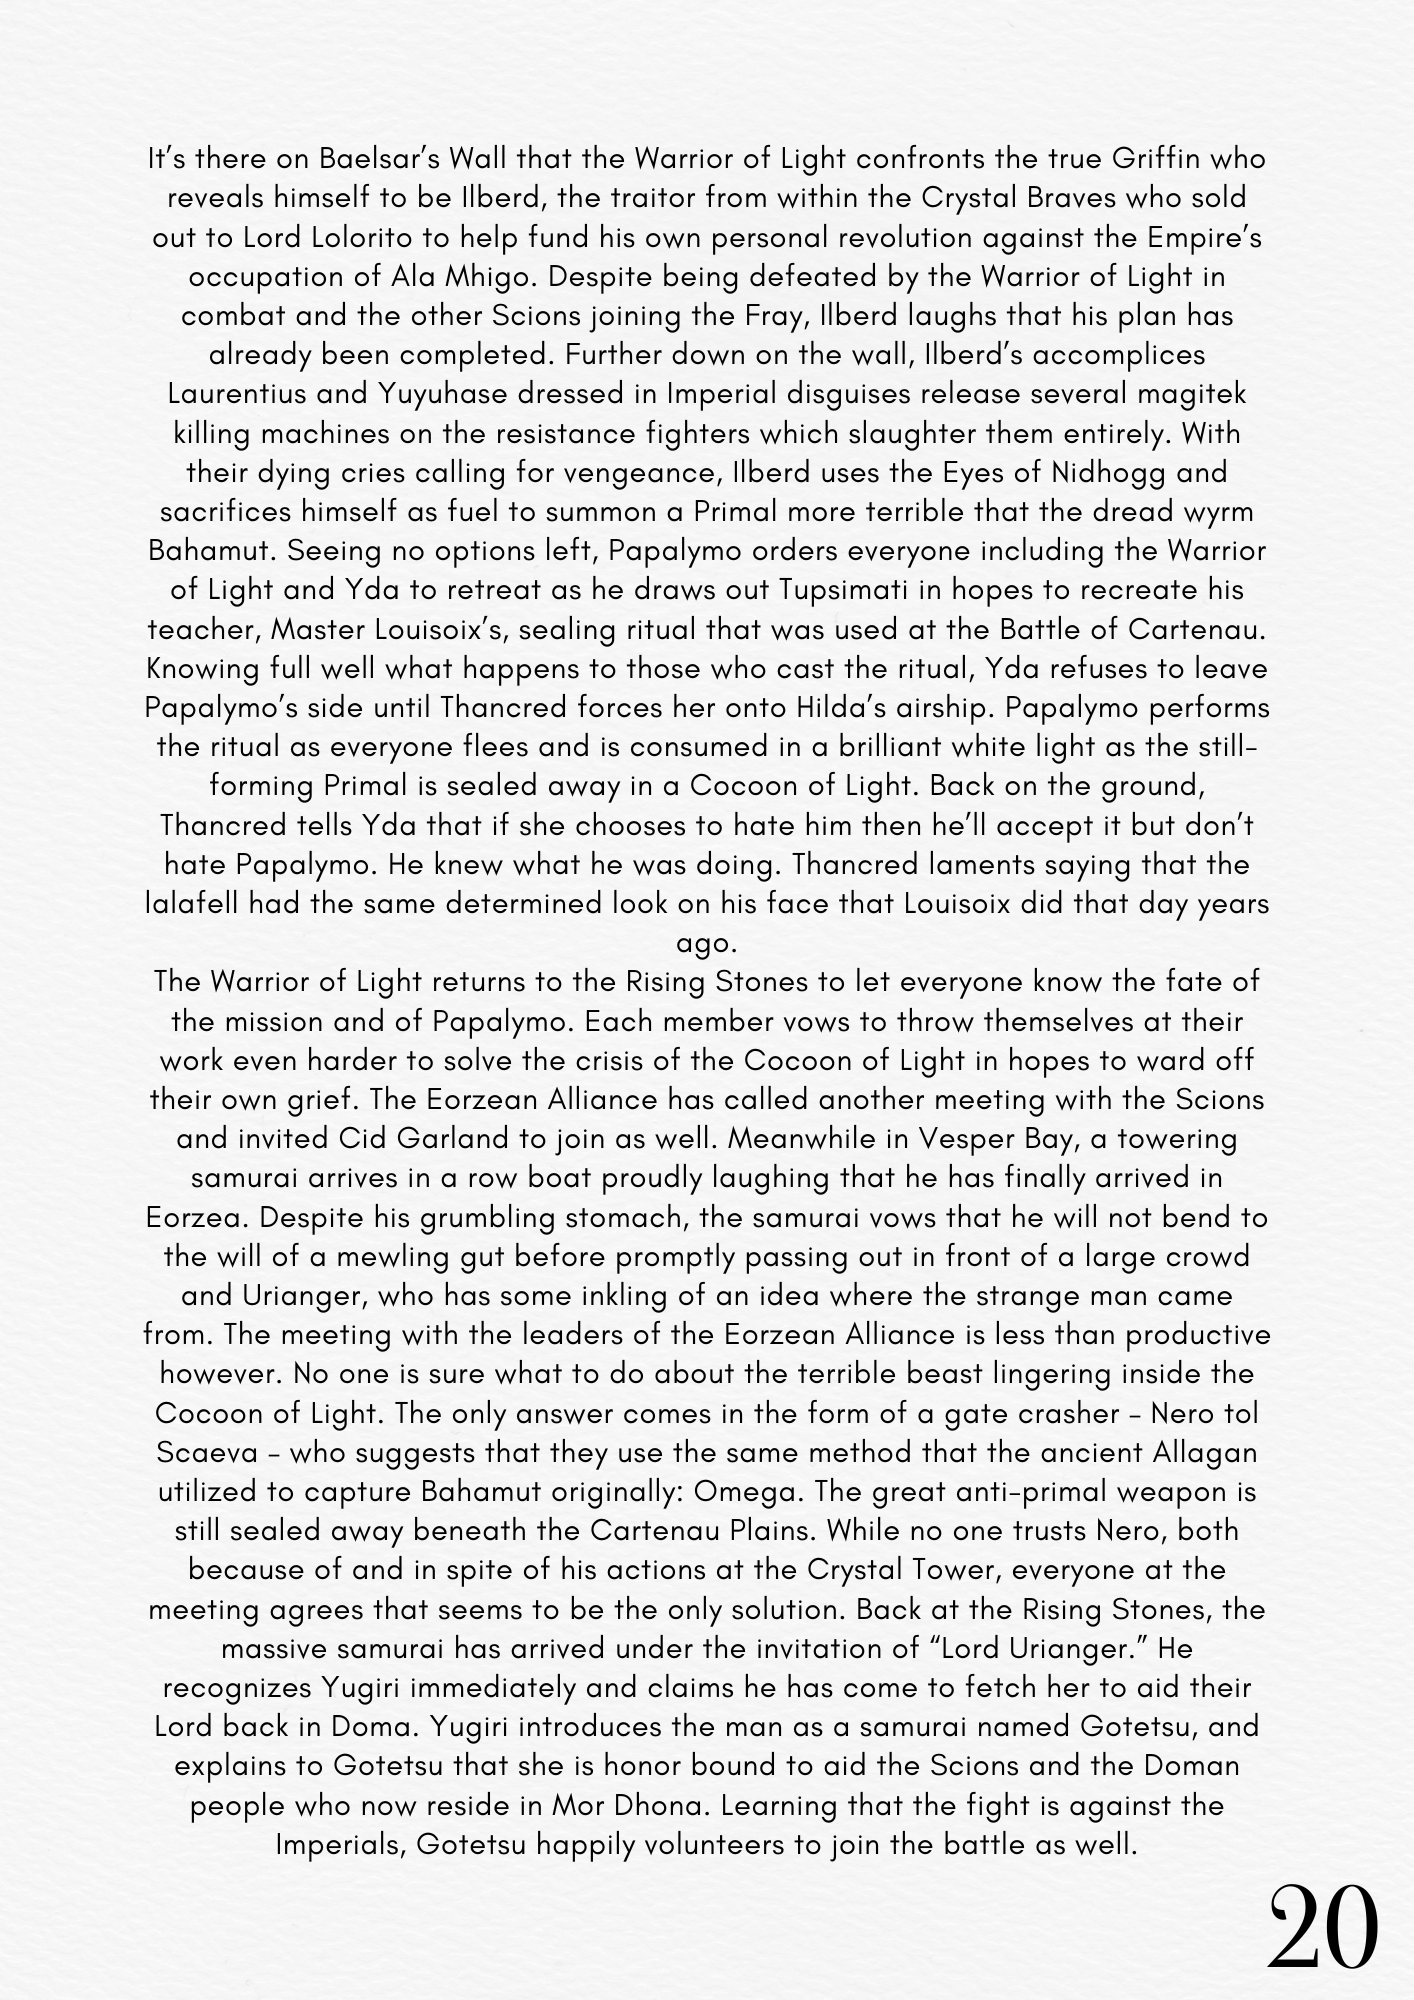 It’s there on Baelsar’s Wall that the Warrior of Light confronts the true Griffin who
reveals himself to be Ilberd, the traitor from within the Crystal Braves who sold
out to Lord Lolorito to help fund his own personal revolution against the Empire’s
occupation of Ala Mhigo. Despite being defeated by the Warrior of Light in
combat and the other Scions joining the Fray, Ilberd laughs that his plan has
already been completed. Further down on the wall, Ilberd’s accomplices
Laurentius and Yuyuhase dressed in Imperial disguises release several magitek
killing machines on the resistance fighters which slaughter them entirely. With
their dying cries calling for vengeance, Ilberd uses the Eyes of Nidhogg and
sacrifices himself as fuel to summon a Primal more terrible that the dread wyrm
Bahamut. Seeing no options left, Papalymo orders everyone including the Warrior
of Light and Yda to retreat as he draws out Tupsimati in hopes to recreate his
teacher, Master Louisoix’s, sealing ritual that was used at the Battle of Cartenau.
Knowing full well what happens to those who cast the ritual, Yda refuses to leave
Papalymo’s side until Thancred forces her onto Hilda’s airship. Papalymo performs
the ritual as everyone flees and is consumed in a brilliant white light as the still-
forming Primal is sealed away in a Cocoon of Light. Back on the ground,
Thancred tells Yda that if she chooses to hate him then he’ll accept it but don’t
hate Papalymo. He knew what he was doing. Thancred laments saying that the
lalafell had the same determined look on his face that Louisoix did that day years
ago.
The Warrior of Light returns to the Rising Stones to let everyone know the fate of
the mission and of Papalymo. Each member vows to throw themselves at their
work even harder to solve the crisis of the Cocoon of Light in hopes to ward off
their own grief. The Eorzean Alliance has called another meeting with the Scions
and invited Cid Garland to join as well. Meanwhile in Vesper Bay, a towering
samurai arrives in a row boat proudly laughing that he has finally arrived in
Eorzea. Despite his grumbling stomach, the samurai vows that he will not bend to
the will of a mewling gut before promptly passing out in front of a large crowd
and Urianger, who has some inkling of an idea where the strange man came
from. The meeting with the leaders of the Eorzean Alliance is less than productive
however. No one is sure what to do about the terrible beast lingering inside the
Cocoon of Light. The only answer comes in the form of a gate crasher – Nero tol
Scaeva – who suggests that they use the same method that the ancient Allagan
utilized to capture Bahamut originally: Omega. The great anti-primal weapon is
still sealed away beneath the Cartenau Plains. While no one trusts Nero, both
because of and in spite of his actions at the Crystal Tower, everyone at the
meeting agrees that seems to be the only solution. Back at the Rising Stones, the
massive samurai has arrived under the invitation of “Lord Urianger.” He
recognizes Yugiri immediately and claims he has come to fetch her to aid their
Lord back in Doma. Yugiri introduces the man as a samurai named Gotetsu, and
explains to Gotetsu that she is honor bound to aid the Scions and the Doman
people who now reside in Mor Dhona. Learning that the fight is against the
Imperials, Gotetsu happily volunteers to join the battle as well.
20